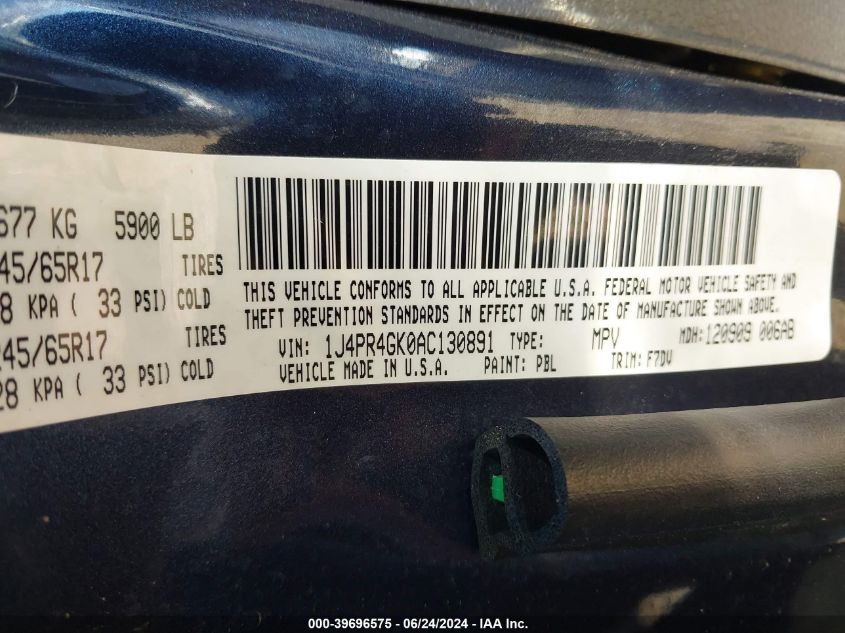 677 KG 5900 LB
45/65R17 TIRES
8 KPA ( 33 PSI) COLD
245/65R17 TIRES
28 KPA ( 33 PSI) COLD
THIS VEHICLE CONFORMS TO ALL APPLICABLE U.S.A. FEDERAL MOTOR VEHICLE SAFETY AND
THEFT PREVENTION STANDARDS IN EFFECT ON THE DATE OF MANUFACTURE SHOWN ABOVE.
VIN: 1J4PR4GK0AC130891 TYPE: MPV MDH:120909 006AB
VEHICLE MADE IN U.S.A. PAINT: PBL TRIM: F7DV
000-39696575 - 06/24/2024 - IAA Inc.